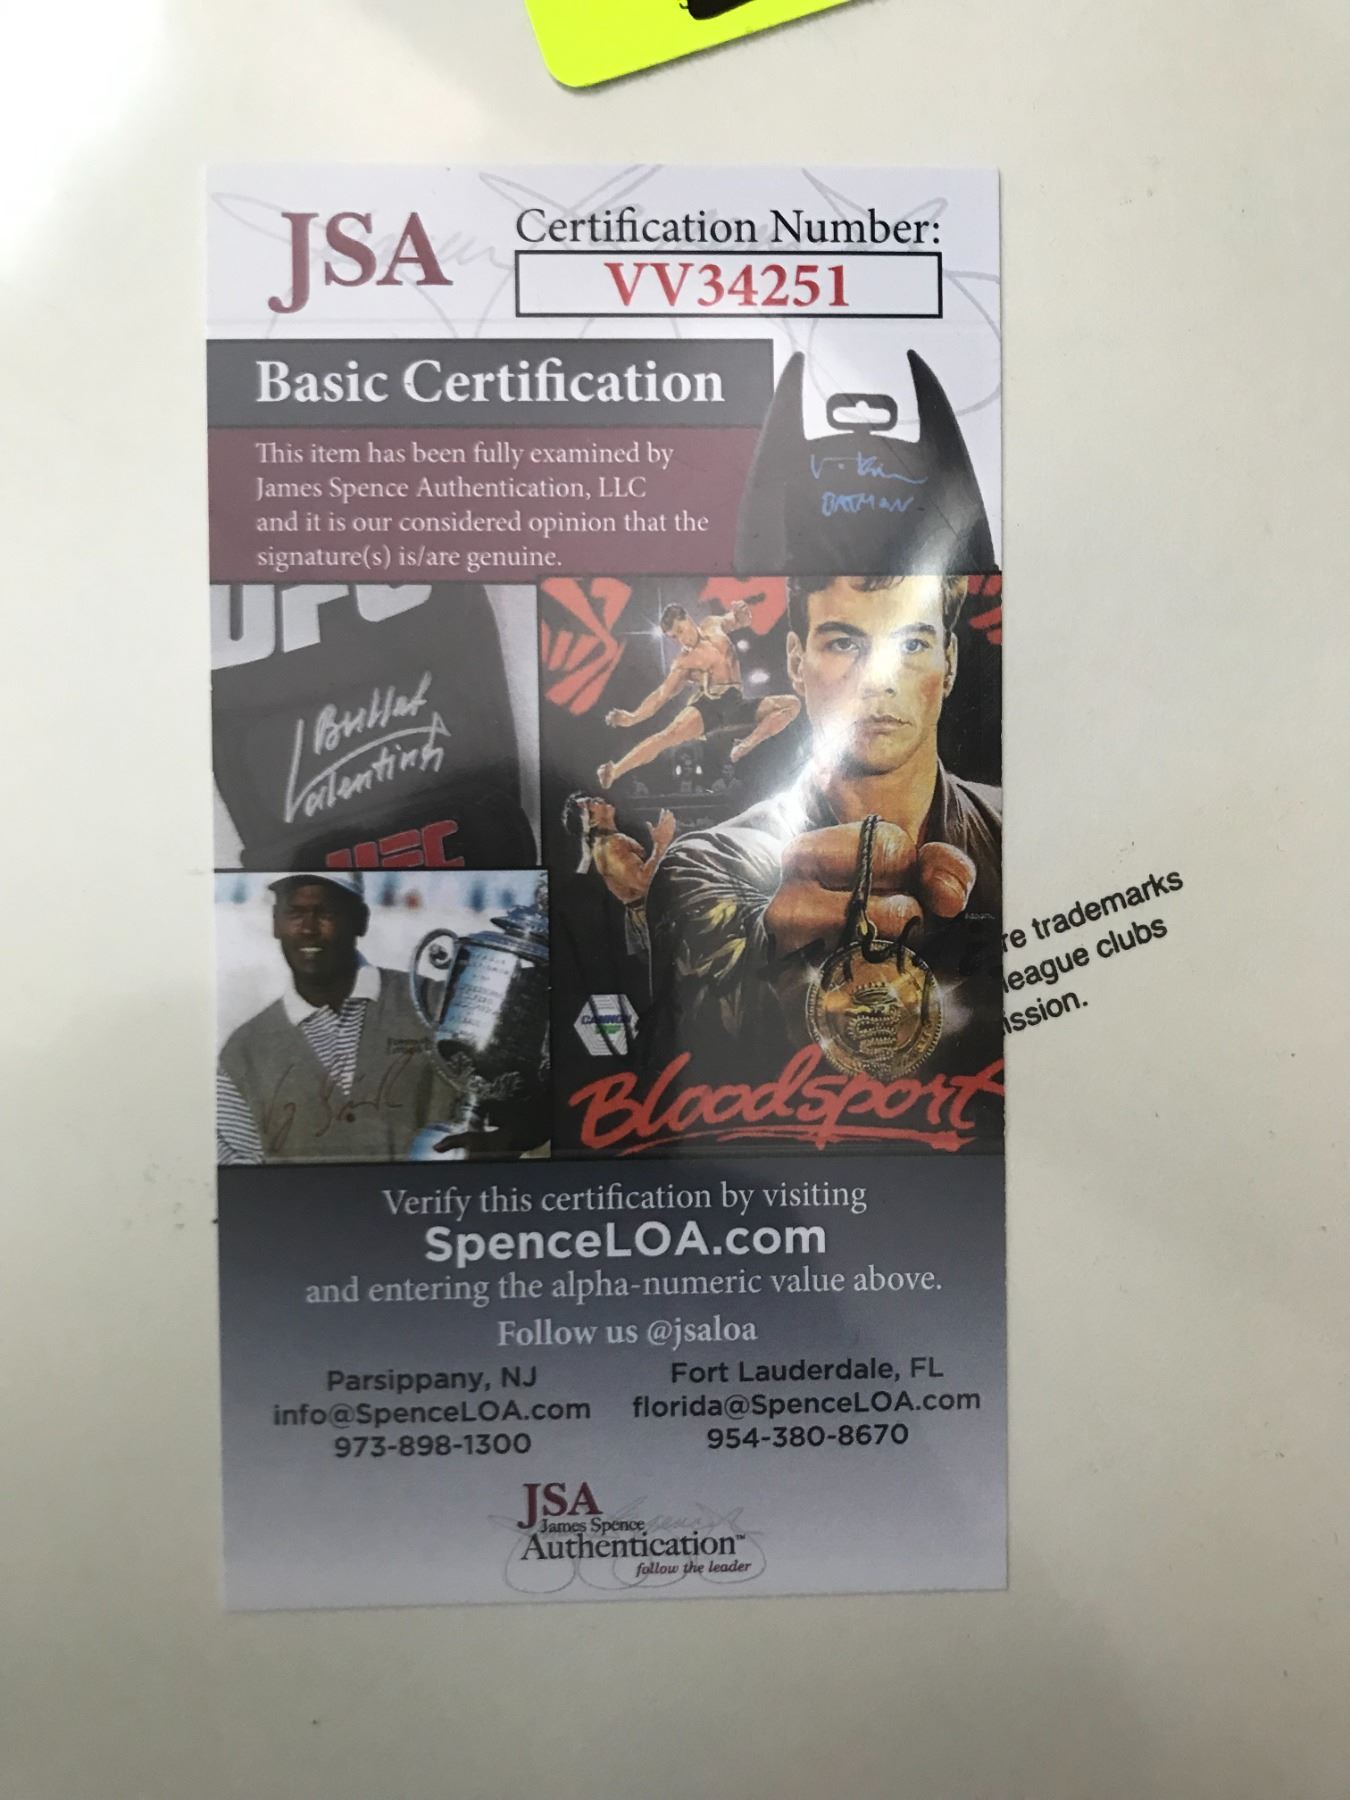 JSA
Certification Number:
VV34251
Basic Certification
This item has been fully examined by
James Spence Authentication, LLC
and it is our considered opinion that the
signature(s) is/are genuine.
BATMAN
UFC
Bullet
Valentina
UFC
CANNON
Bloodsport
re trademarks
league clubs
ission.
Verify this certification by visiting
SpenceLOA.com
and entering the alpha-numeric value above.
Follow us @jsaloa
Parsippany, NJ
info@SpenceLOA.com
973-898-1300
Fort Lauderdale, FL
florida@SpenceLOA.com
954-380-8670
JSA
James Spence
Authentication™
follow the leader